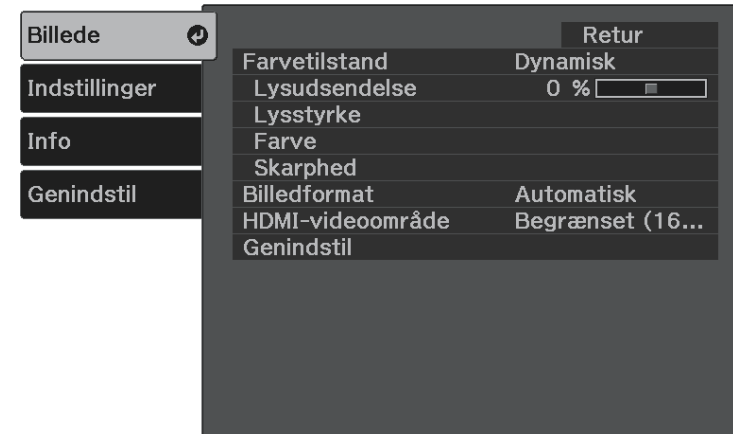 Billede
Indstillinger
Info
Genindstil
Retur
Farvetilstand Dynamisk
Lysudsendelse 0 %
Lysstyrke
Farve
Skarphed
Billedformat Automatisk
HDMI-videoområde Begrænset (16...
Genindstil